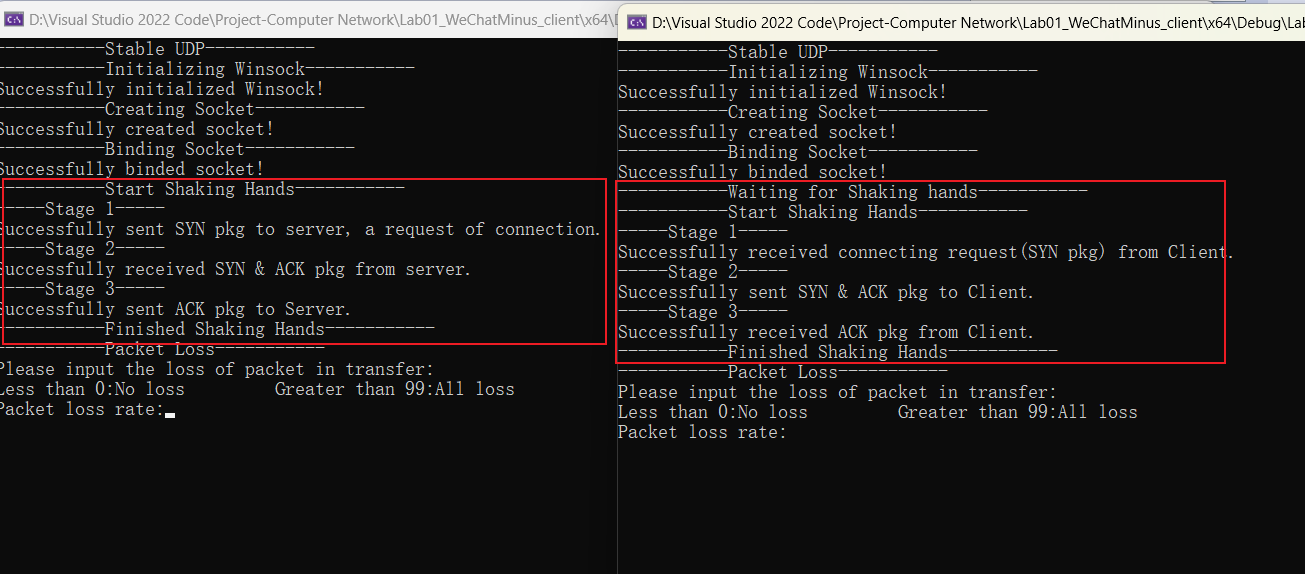 D:\Visual Studio 2022 Code\Project-Computer Network\Lab01_WeChatMinus_client\x64\D
-----------Stable UDP-----------
-----------Initializing Winsock-----------
Successfully initialized Winsock!
-----------Creating Socket-----------
Successfully created socket!
-----------Binding Socket-----------
Successfully binded socket!
-----------Start Shaking Hands-----------
-----Stage 1-----
Successfully sent SYN pkg to server, a request of connection.
-----Stage 2-----
Successfully received SYN & ACK pkg from server.
-----Stage 3-----
Successfully sent ACK pkg to Server.
-----------Finished Shaking Hands-----------
-----------Packet Loss-----------
Please input the loss of packet in transfer:
Less than 0:No loss         Greater than 99:All loss
Packet loss rate:
D:\Visual Studio 2022 Code\Project-Computer Network\Lab01_WeChatMinus_client\x64\Debug\Lab
-----------Stable UDP-----------
-----------Initializing Winsock-----------
Successfully initialized Winsock!
-----------Creating Socket-----------
Successfully created socket!
-----------Binding Socket-----------
Successfully binded socket!
-----------Waiting for Shaking hands-----------
-----------Start Shaking Hands-----------
-----Stage 1-----
Successfully received connecting request(SYN pkg) from Client.
-----Stage 2-----
Successfully sent SYN & ACK pkg to Client.
-----Stage 3-----
Successfully received ACK pkg from Client.
-----------Finished Shaking Hands-----------
-----------Packet Loss-----------
Please input the loss of packet in transfer:
Less than 0:No loss         Greater than 99:All loss
Packet loss rate: